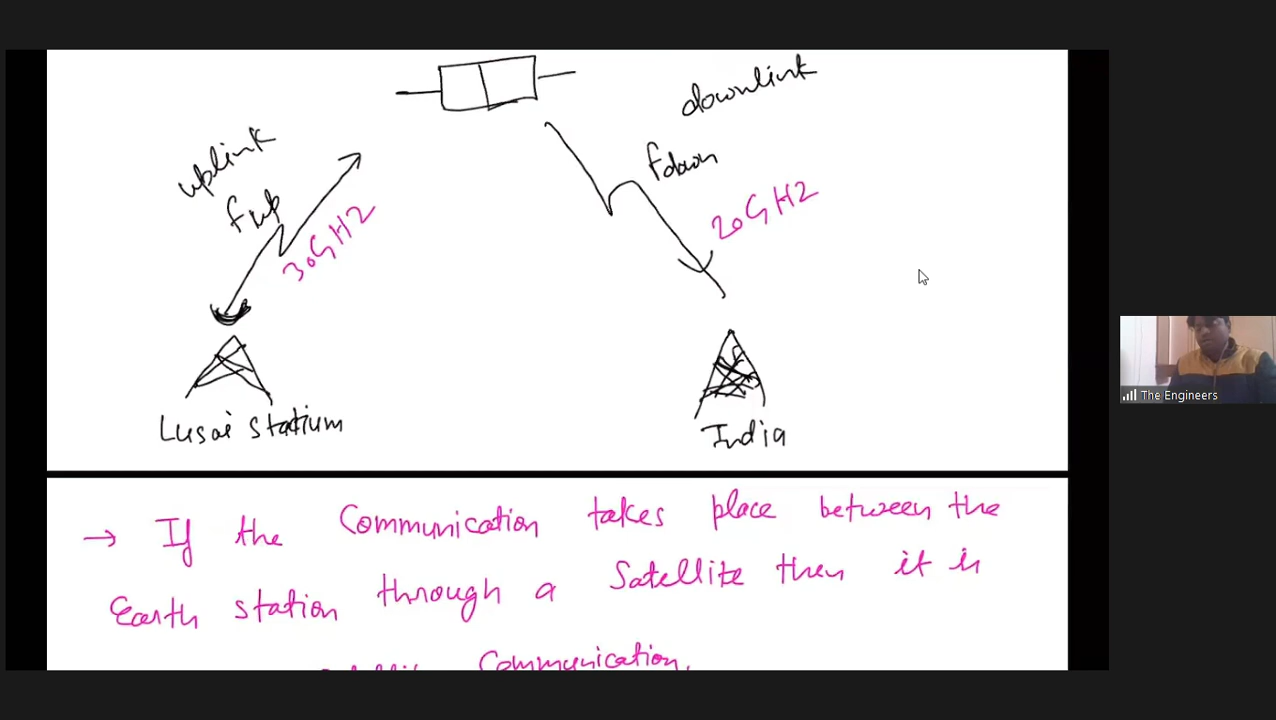 downlink
uplink
fdown
fup
20GHZ
30GHZ
Lusai statium
India
The Engineers
→ If the Communication takes place between the
Earth station through a Satellite then it is
Communication.